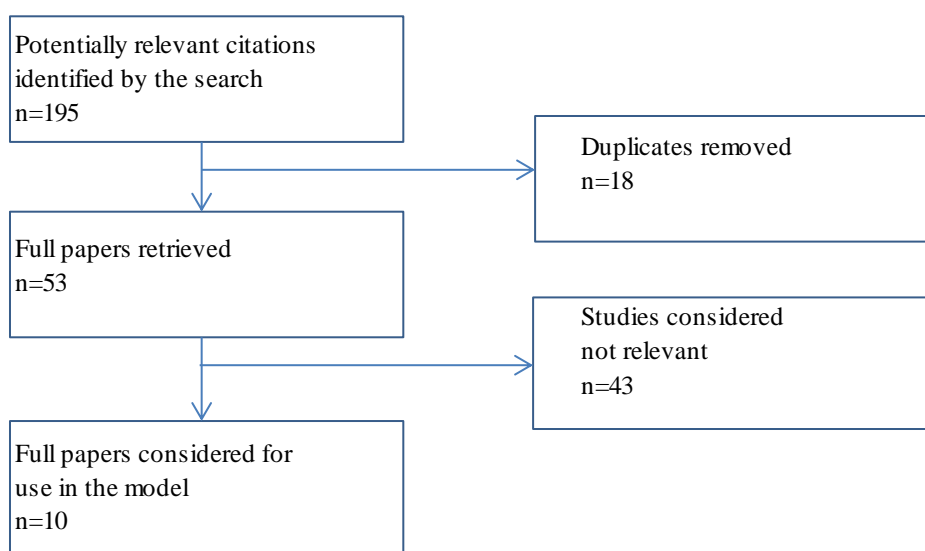 Potentially relevant citations
identified by the search
n=195
Duplicates removed
n=18
Full papers retrieved
n=53
Studies considered
not relevant
n=43
Full papers considered for
use in the model
n=10